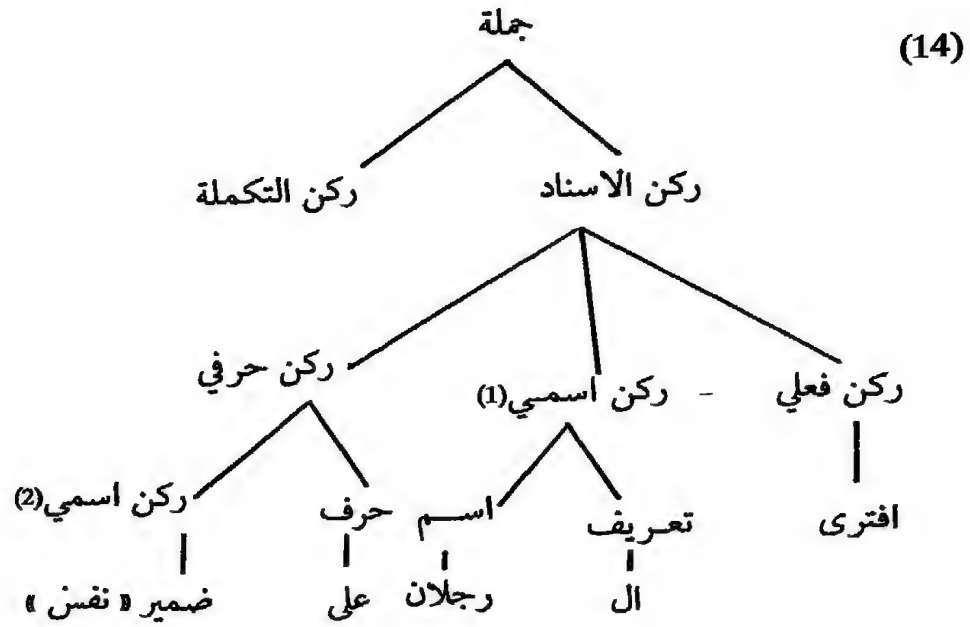 (14)
جملة
ركن الاسناد ركن التكملة
ركن فعلي – ركن اسمي(1) ركن حرفي
افترى تعريف اسم حرف ركن اسمي(2)
ال رجلان على ضمير « نفس »